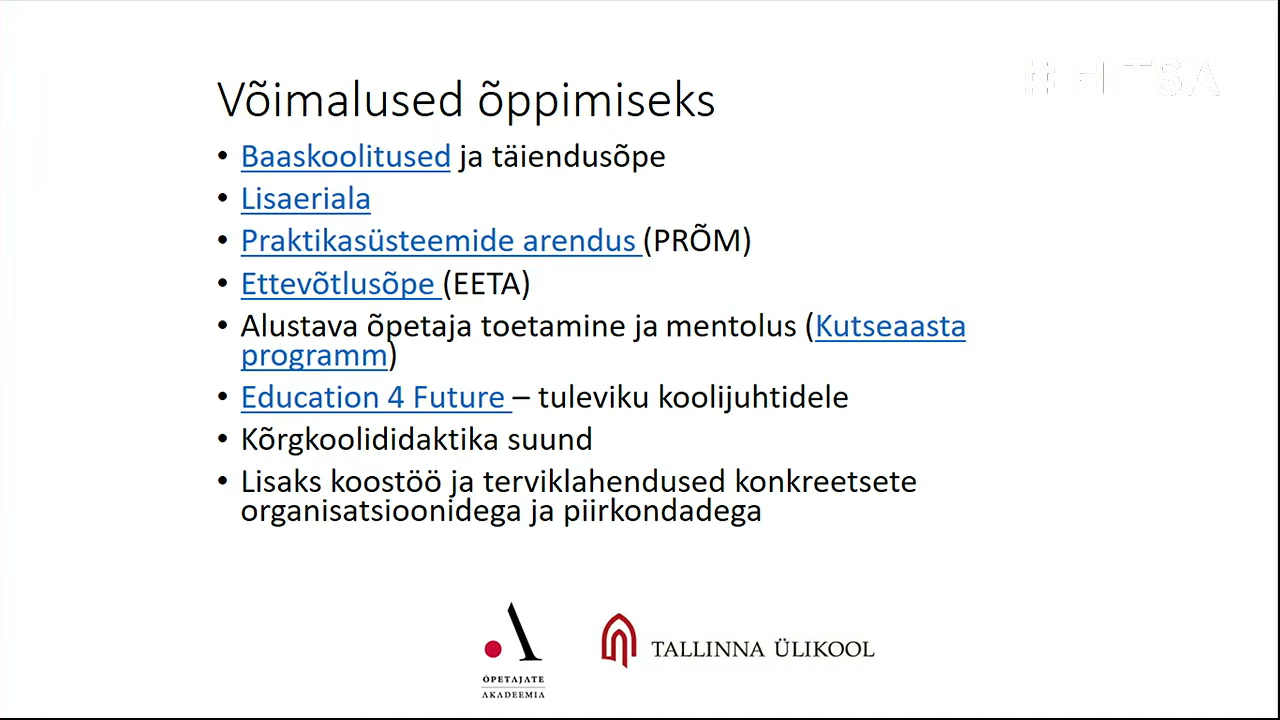 Võimalused õppimiseks
• Baaskoolitused ja täiendusõpe
• Lisaeriala
• Praktikasüsteemide arendus (PRÕM)
• Ettevõtlusõpe (EETA)
• Alustava õpetaja toetamine ja mentolus (Kutseaasta
programm)
• Education 4 Future – tuleviku koolijuhtidele
• Kõrgkoolididaktika suund
• Lisaks koostöö ja terviklahendused konkreetsete
organisatsioonidega ja piirkondadega
ÕPETAJATE
AKADEEMIA
TALLINNA ÜLIKOOL